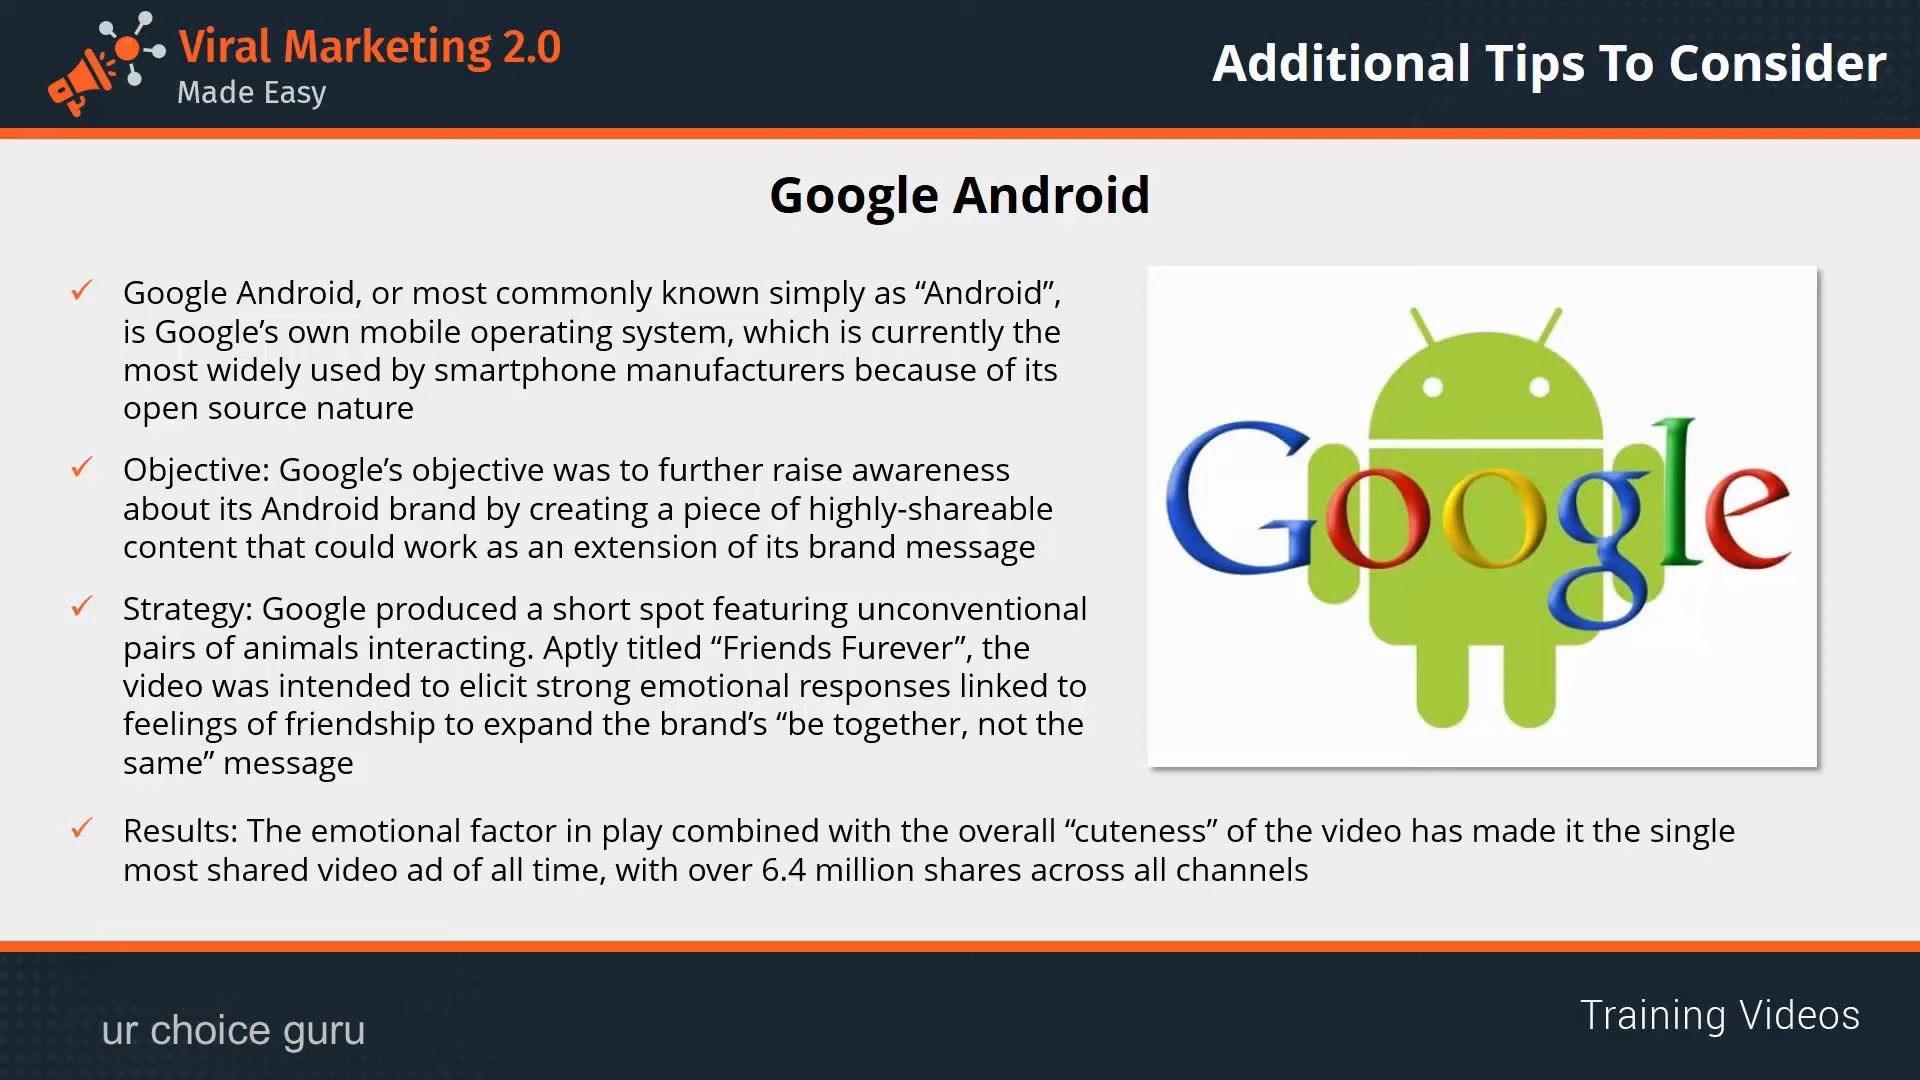 Viral Marketing 2.0
Made Easy
Additional Tips To Consider
Google Android
✓ Google Android, or most commonly known simply as “Android”,
is Google’s own mobile operating system, which is currently the
most widely used by smartphone manufacturers because of its
open source nature
✓ Objective: Google’s objective was to further raise awareness
about its Android brand by creating a piece of highly-shareable
content that could work as an extension of its brand message
✓ Strategy: Google produced a short spot featuring unconventional
pairs of animals interacting. Aptly titled “Friends Furever”, the
video was intended to elicit strong emotional responses linked to
feelings of friendship to expand the brand’s “be together, not the
same” message
Google
✓ Results: The emotional factor in play combined with the overall “cuteness” of the video has made it the single
most shared video ad of all time, with over 6.4 million shares across all channels
ur choice guru
Training Videos